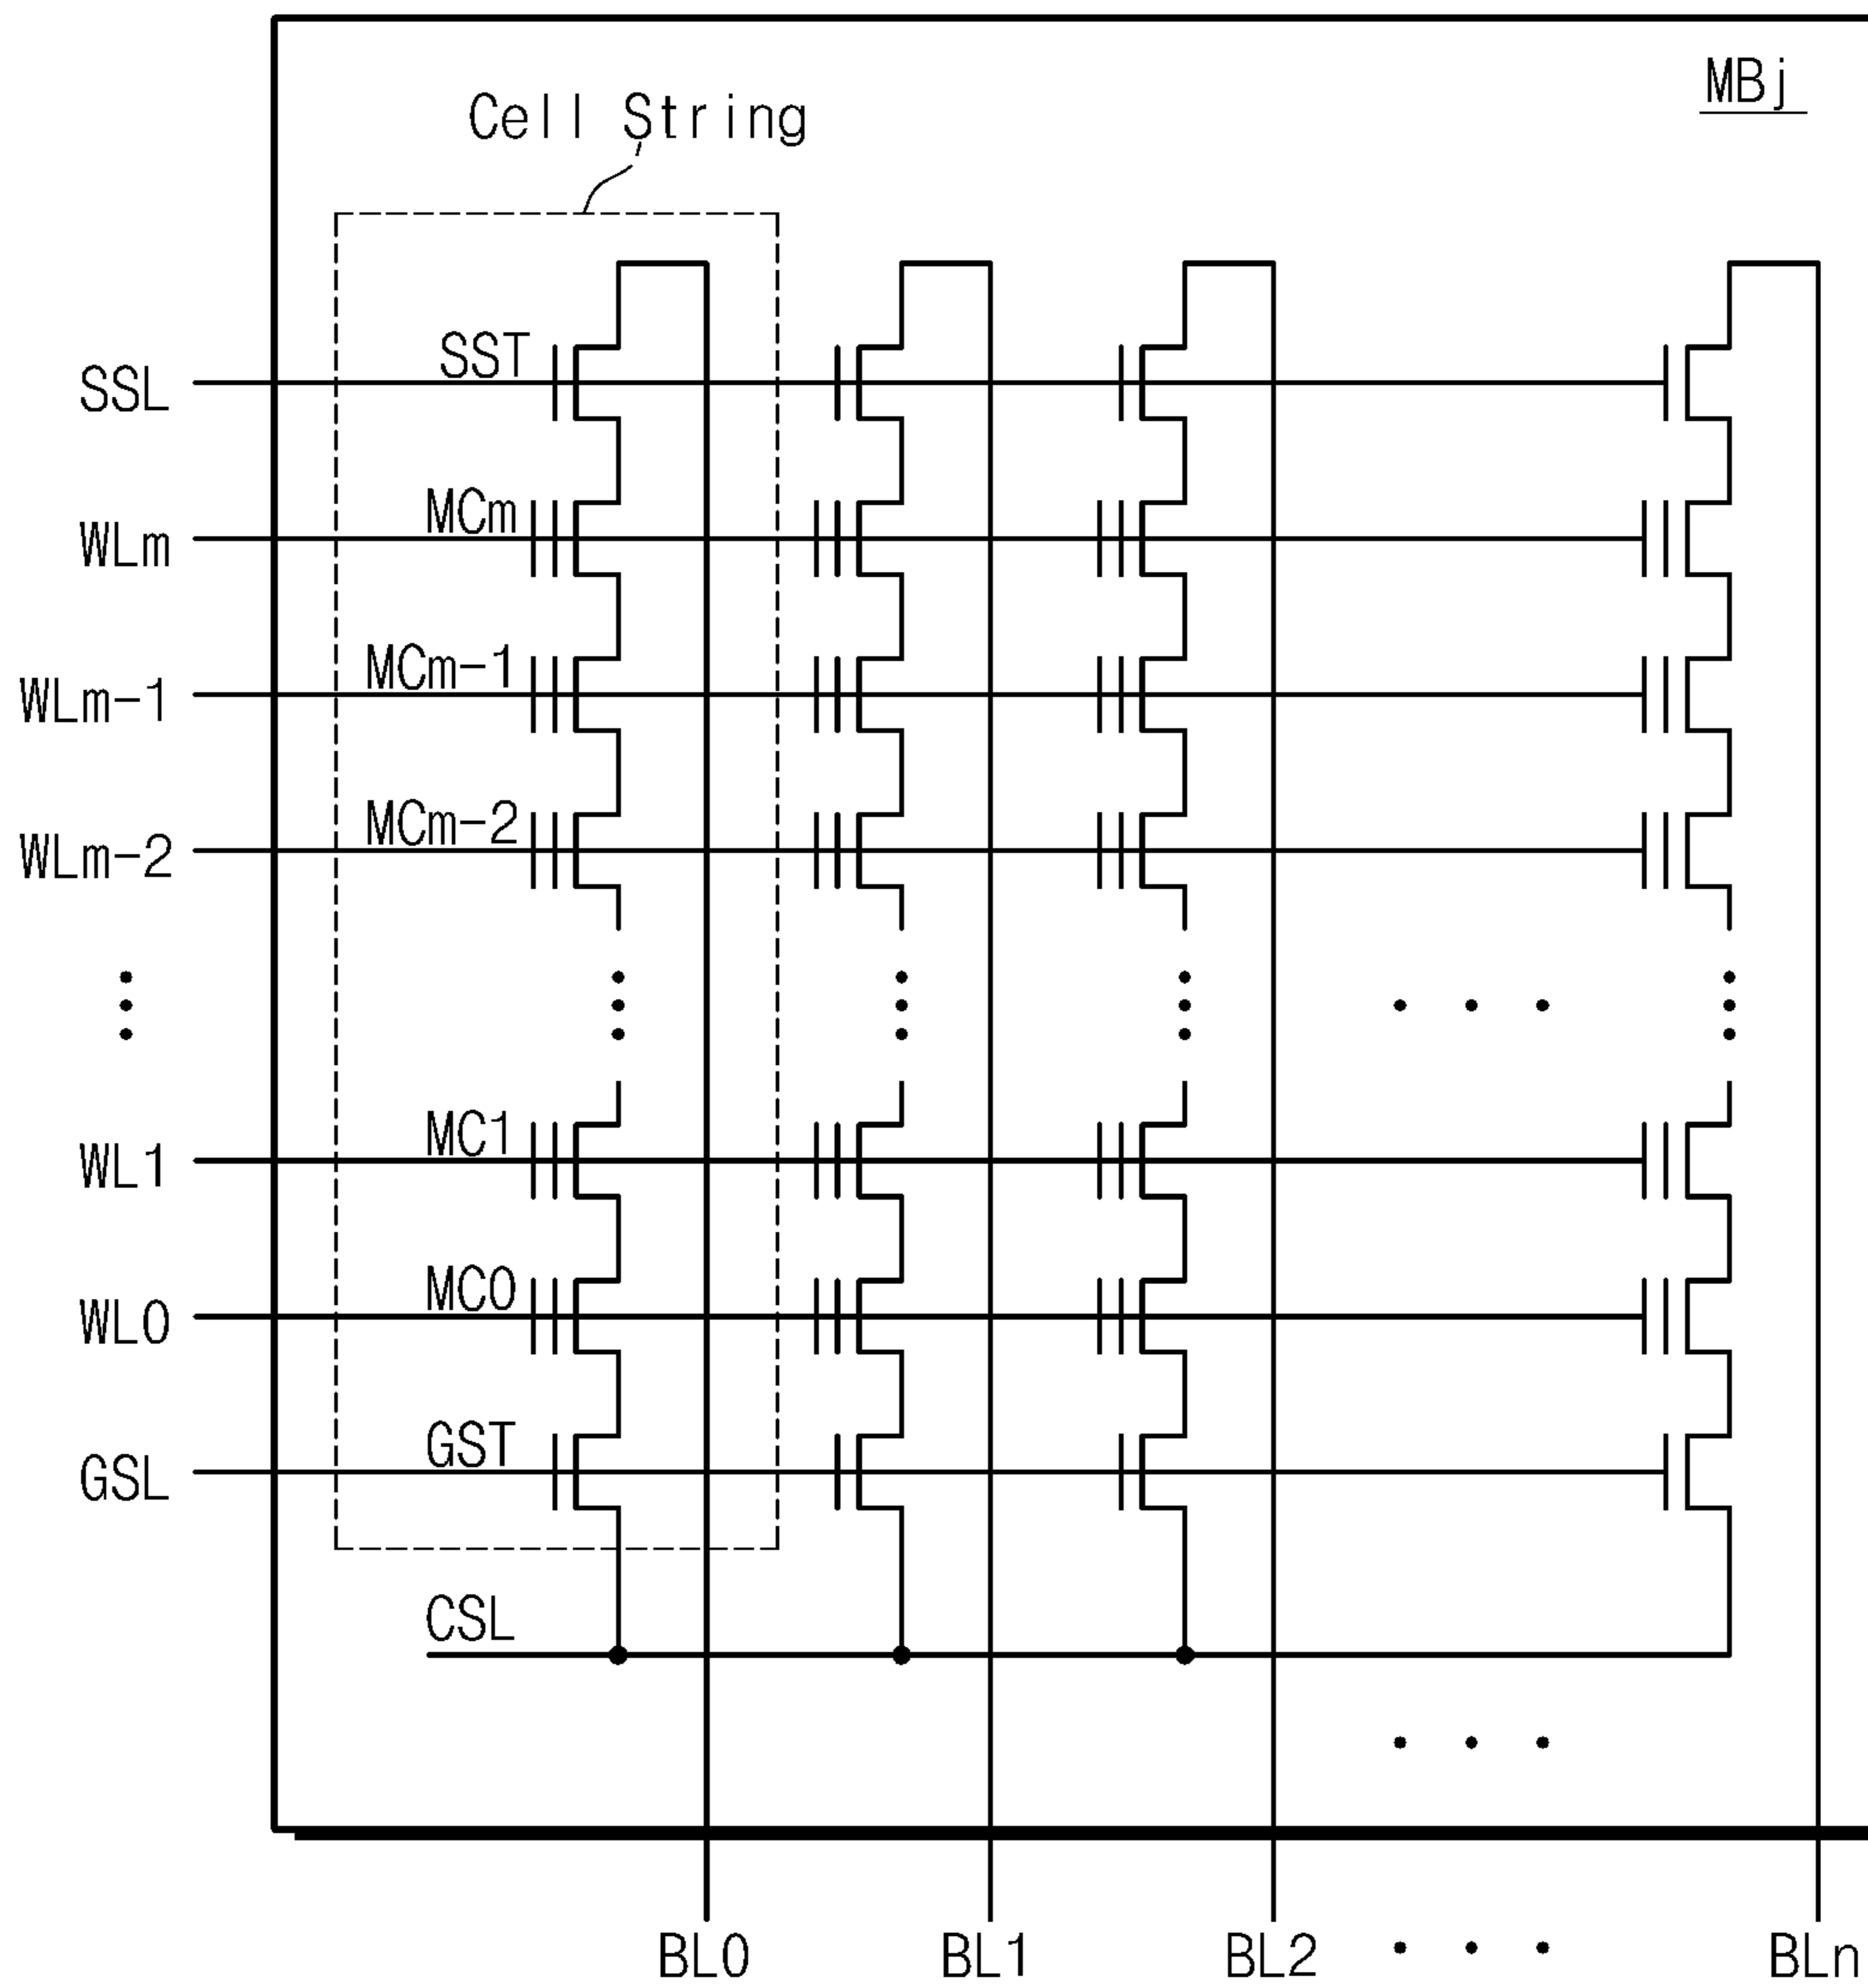 MBj
Cell String
SSL
SST
WLm
MCm
WLm-1
MCm-1
WLm-2
MCm-2
WL1
MC1
WL0
MC0
GSL
GST
CSL
BL0 BL1 BL2 · · · BLn